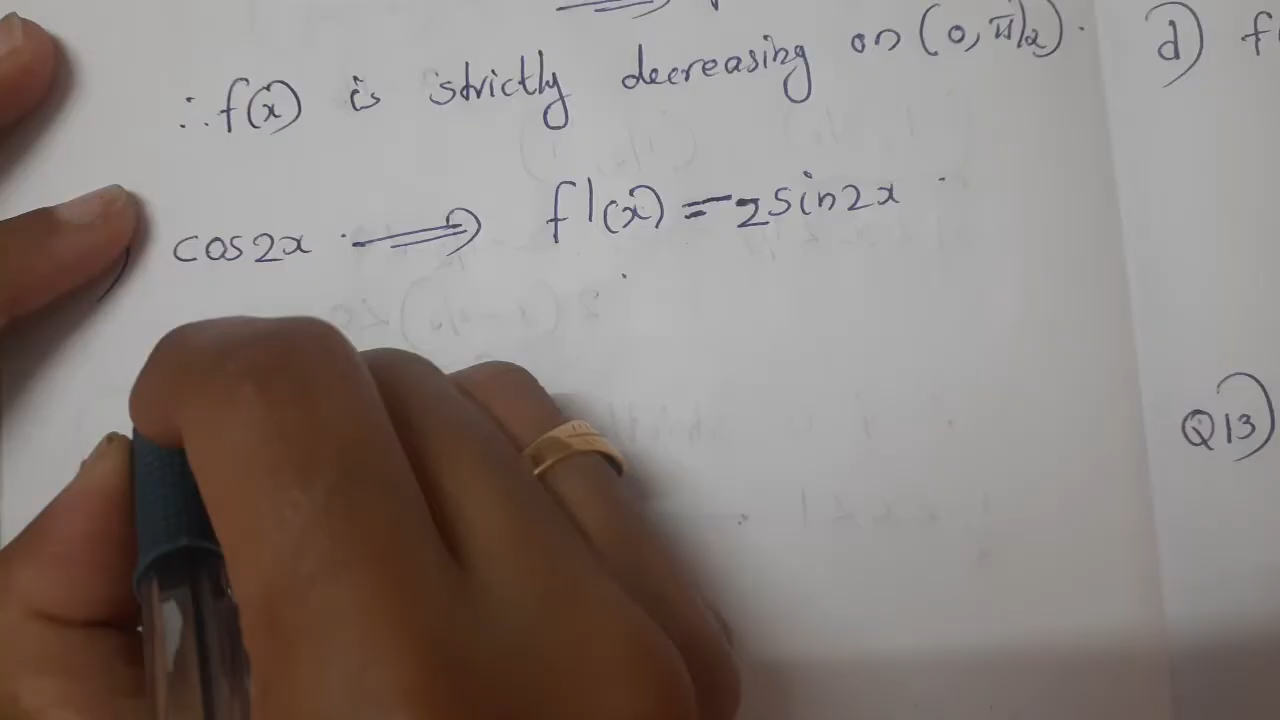 ∴ f(x) is strictly decreasing on (0, π/2).
cos2x ⟹ f'(x) = -2sin2x
d) f
Q13)